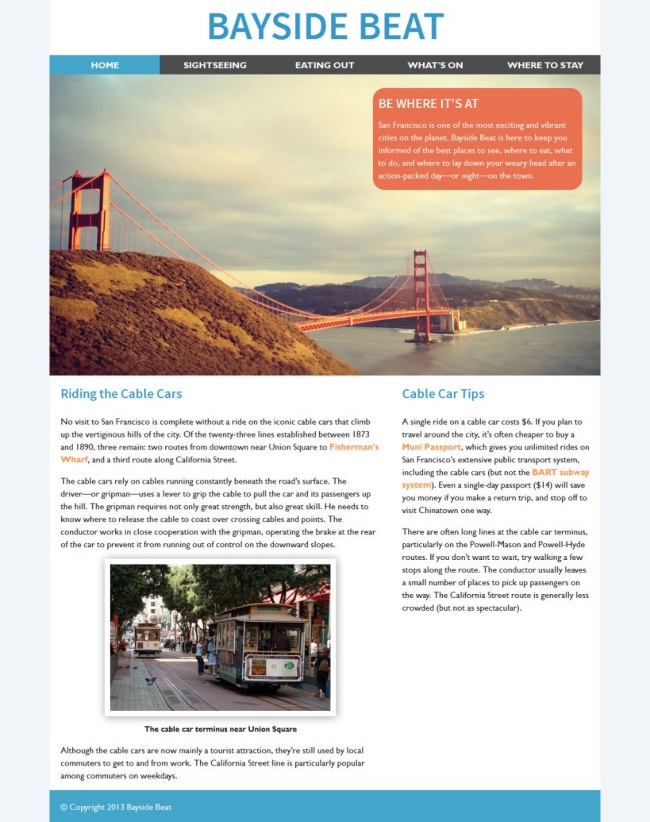 BAYSIDE BEAT
HOME SIGHTSEEING EATING OUT WHAT'S ON WHERE TO STAY
BE WHERE IT'S AT
San Francisco is one of the most exciting and vibrant
cities on the planet. Bayside Beat is here to keep you
informed of the best places to see, where to eat, what
to do, and where to lay down your weary head after an
action-packed day—or night—on the town.
Riding the Cable Cars
No visit to San Francisco is complete without a ride on the iconic cable cars that climb
up the vertiginous hills of the city. Of the twenty-three lines established between 1873
and 1890, three remain: two routes from downtown near Union Square to Fisherman's
Wharf, and a third route along California Street.
The cable cars rely on cables running constantly beneath the road's surface. The
driver—or gripman—uses a lever to grip the cable to pull the car and its passengers up
the hill. The gripman requires not only great strength, but also great skill. He needs to
know where to release the cable to coast over crossing cables and points. The
conductor works in close cooperation with the gripman, operating the brake at the rear
of the car to prevent it from running out of control on the downward slopes.
The cable car terminus near Union Square
Although the cable cars are now mainly a tourist attraction, they're still used by local
commuters to get to and from work. The California Street line is particularly popular
among commuters on weekdays.
Cable Car Tips
A single ride on a cable car costs $6. If you plan to
travel around the city, it's often cheaper to buy a
Muni Passport, which gives you unlimited rides on
San Francisco's extensive public transport system,
including the cable cars (but not the BART subway
system). Even a single-day passport ($14) will save
you money if you make a return trip, and stop off to
visit Chinatown one way.
There are often long lines at the cable car terminus,
particularly on the Powell-Mason and Powell-Hyde
routes. If you don't want to wait, try walking a few
stops along the route. The conductor usually leaves
a small number of places to pick up passengers on
the way. The California Street route is generally less
crowded (but not as spectacular).
© Copyright 2013 Bayside Beat